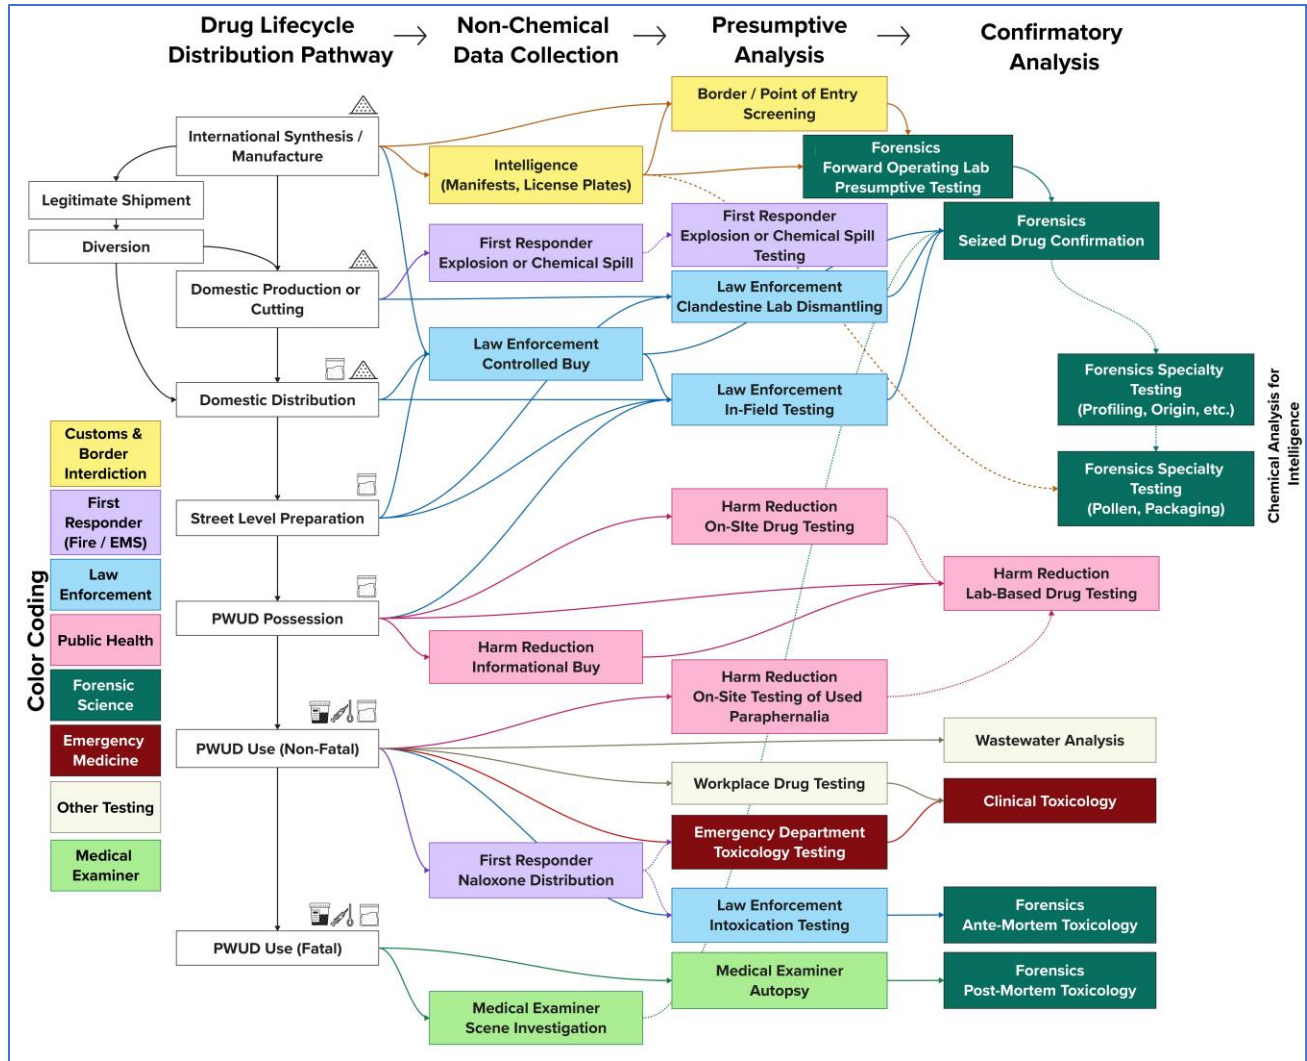 Drug Lifecycle
Distribution Pathway
Non-Chemical
Data Collection
Presumptive
Analysis
Confirmatory
Analysis
International Synthesis /
Manufacture
Legitimate Shipment
Diversion
Domestic Production or
Cutting
Domestic Distribution
Street Level Preparation
PWUD Possession
PWUD Use (Non-Fatal)
PWUD Use (Fatal)
Intelligence
(Manifests, License Plates)
First Responder
Explosion or Chemical Spill
Law Enforcement
Controlled Buy
Harm Reduction
Informational Buy
First Responder
Naloxone Distribution
Medical Examiner
Scene Investigation
Border / Point of Entry
Screening
First Responder
Explosion or Chemical Spill
Testing
Law Enforcement
Clandestine Lab Dismantling
Law Enforcement
In-Field Testing
Harm Reduction
On-SIte Drug Testing
Harm Reduction
On-Site Testing of Used
Paraphernalia
Workplace Drug Testing
Emergency Department
Toxicology Testing
Law Enforcement
Intoxication Testing
Medical Examiner
Autopsy
Forensics
Forward Operating Lab
Presumptive Testing
Forensics
Seized Drug Confirmation
Forensics Specialty
Testing
(Profiling, Origin, etc.)
Forensics Specialty
Testing
(Pollen, Packaging)
Harm Reduction
Lab-Based Drug Testing
Wastewater Analysis
Clinical Toxicology
Forensics
Ante-Mortem Toxicology
Forensics
Post-Mortem Toxicology
Chemical Analysis for
Intelligence
Color Coding
Customs &
Border
Interdiction
First
Responder
(Fire / EMS)
Law
Enforcement
Public Health
Forensic
Science
Emergency
Medicine
Other Testing
Medical
Examiner